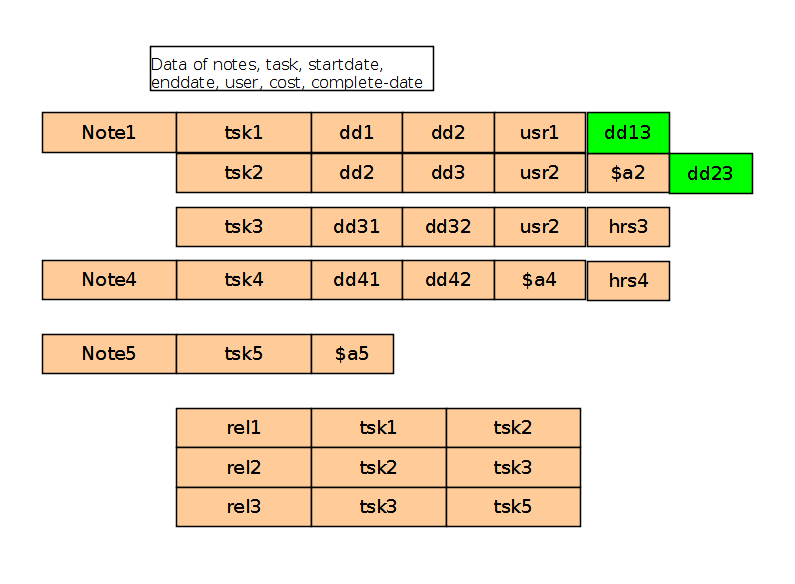 Data of notes, task, startdate,
enddate, user, cost, complete-date
Note1 tsk1 dd1 dd2 usr1 dd13
tsk2 dd2 dd3 usr2 $a2 dd23
tsk3 dd31 dd32 usr2 hrs3
Note4 tsk4 dd41 dd42 $a4 hrs4
Note5 tsk5 $a5
rel1 tsk1 tsk2
rel2 tsk2 tsk3
rel3 tsk3 tsk5